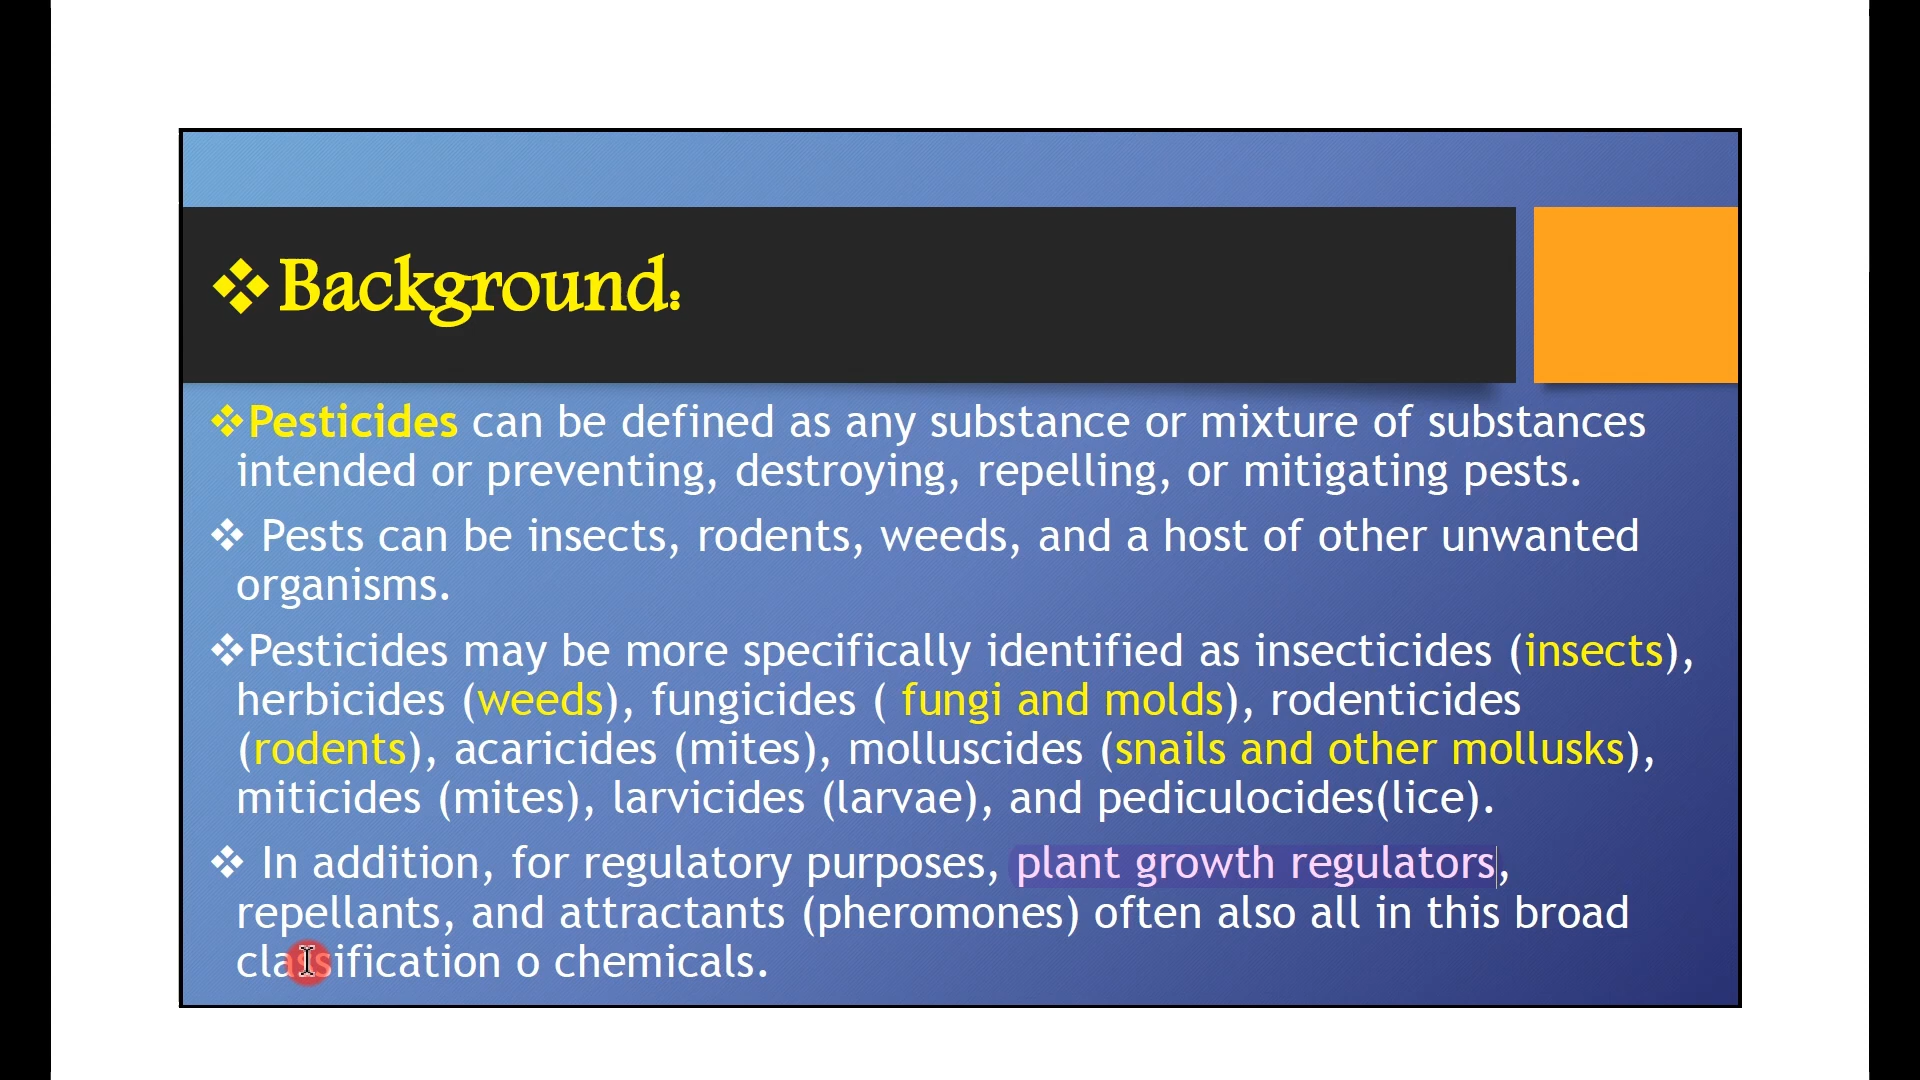 ❖Background:
❖Pesticides can be defined as any substance or mixture of substances
intended or preventing, destroying, repelling, or mitigating pests.
❖ Pests can be insects, rodents, weeds, and a host of other unwanted
organisms.
❖Pesticides may be more specifically identified as insecticides (insects),
herbicides (weeds), fungicides ( fungi and molds), rodenticides
(rodents), acaricides (mites), molluscides (snails and other mollusks),
miticides (mites), larvicides (larvae), and pediculocides(lice).
❖ In addition, for regulatory purposes, plant growth regulators,
repellants, and attractants (pheromones) often also all in this broad
classification o chemicals.